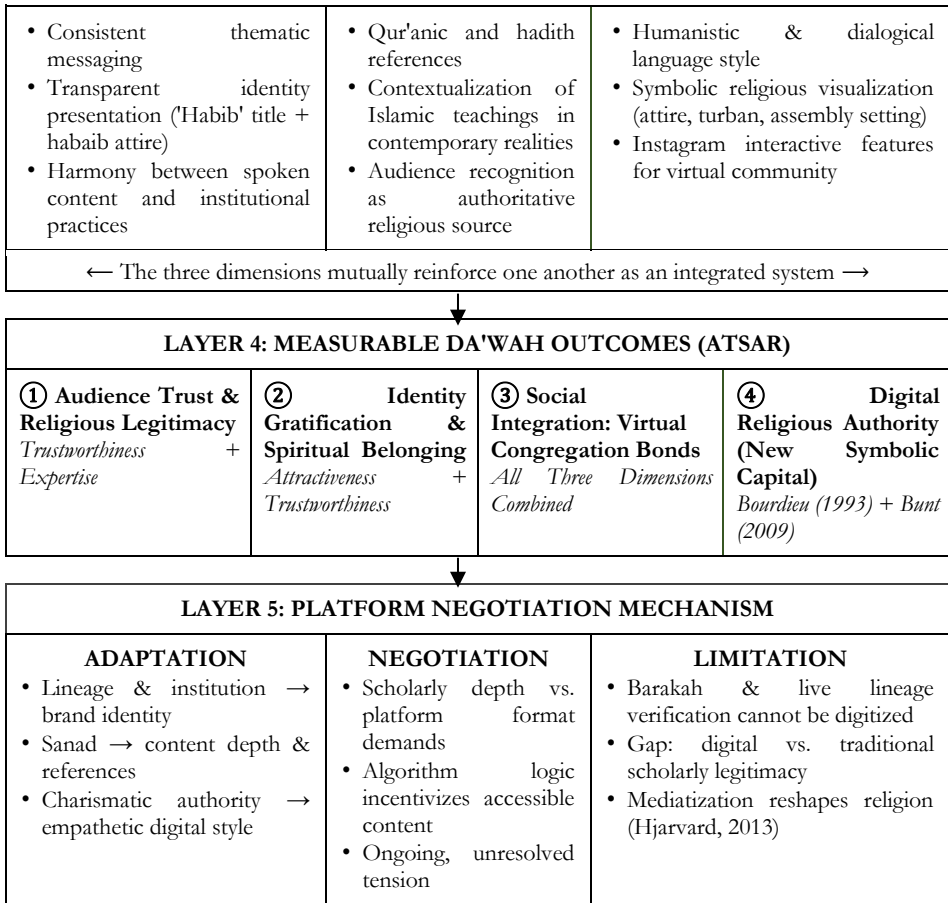 • Consistent thematic
messaging
• Transparent identity
presentation ('Habib' title +
habaib attire)
• Harmony between spoken
content and institutional
practices
• Qur'anic and hadith
references
• Contextualization of
Islamic teachings in
contemporary realities
• Audience recognition
as authoritative
religious source
• Humanistic & dialogical
language style
• Symbolic religious visualization
(attire, turban, assembly setting)
• Instagram interactive features
for virtual community
← The three dimensions mutually reinforce one another as an integrated system →
LAYER 4: MEASURABLE DA'WAH OUTCOMES (ATSAR)
① Audience Trust &
Religious Legitimacy
Trustworthiness +
Expertise
② Identity
Gratification &
Spiritual Belonging
Attractiveness +
Trustworthiness
③ Social
Integration: Virtual
Congregation Bonds
All Three Dimensions
Combined
④ Digital
Religious Authority
(New Symbolic
Capital)
Bourdieu (1993) + Bunt
(2009)
LAYER 5: PLATFORM NEGOTIATION MECHANISM
ADAPTATION
• Lineage & institution →
brand identity
• Sanad → content depth &
references
• Charismatic authority →
empathetic digital style
NEGOTIATION
• Scholarly depth vs.
platform format
demands
• Algorithm logic
incentivizes accessible
content
• Ongoing, unresolved
tension
LIMITATION
• Barakah & live lineage
verification cannot be digitized
• Gap: digital vs. traditional
scholarly legitimacy
• Mediatization reshapes religion
(Hjarvard, 2013)